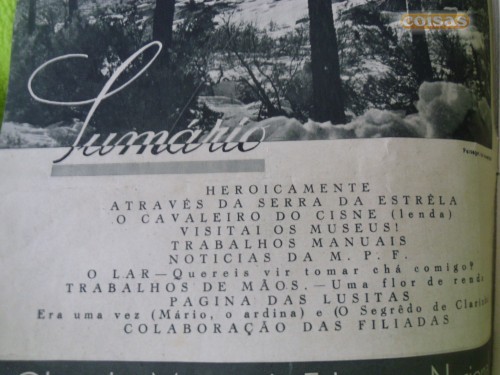 coisas
Sumário
HEROICAMENTE
ATRAVÉS DA SERRA DA ESTRÊLA
O CAVALEIRO DO CISNE (lenda)
VISITAI OS MUSEUS!
TRABALHOS MANUAIS
NOTICIAS DA M. P. F.
O LAR—Quereis vir tomar chá comigo?
TRABALHOS DE MÃOS.—Uma flor de renda
PAGINA DAS LUSITAS
Era uma vez (Mário, o ardina) e (O Segrêdo de
COLABORAÇÃO DAS FILIADAS